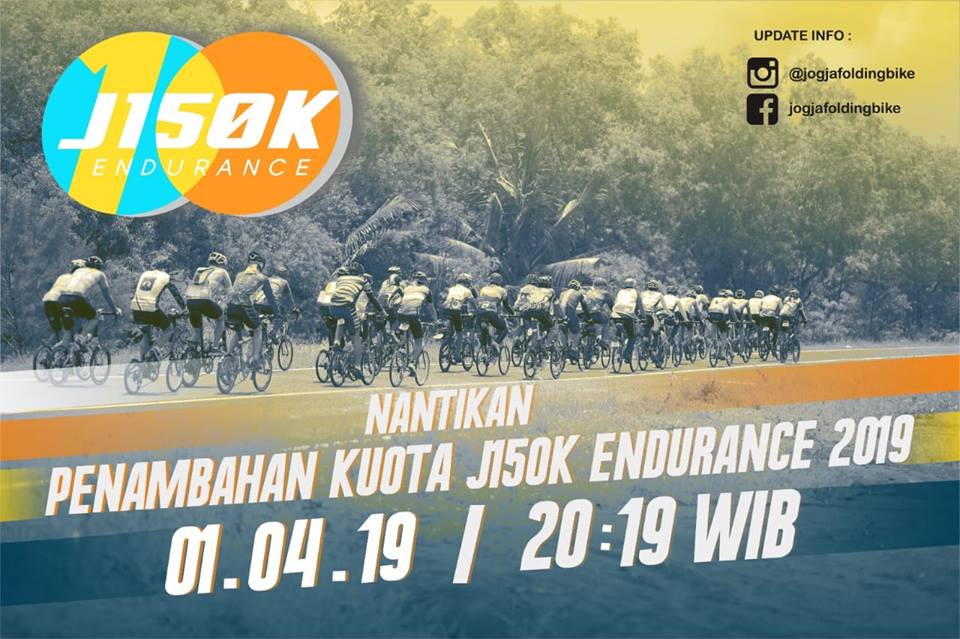 J150K
ENDURANCE
UPDATE INFO :
@jogjafoldingbike
jogjafoldingbike
NANTIKAN
PENAMBAHAN KUOTA J150K ENDURANCE 2019
01.04.19 / 20:19 WIB